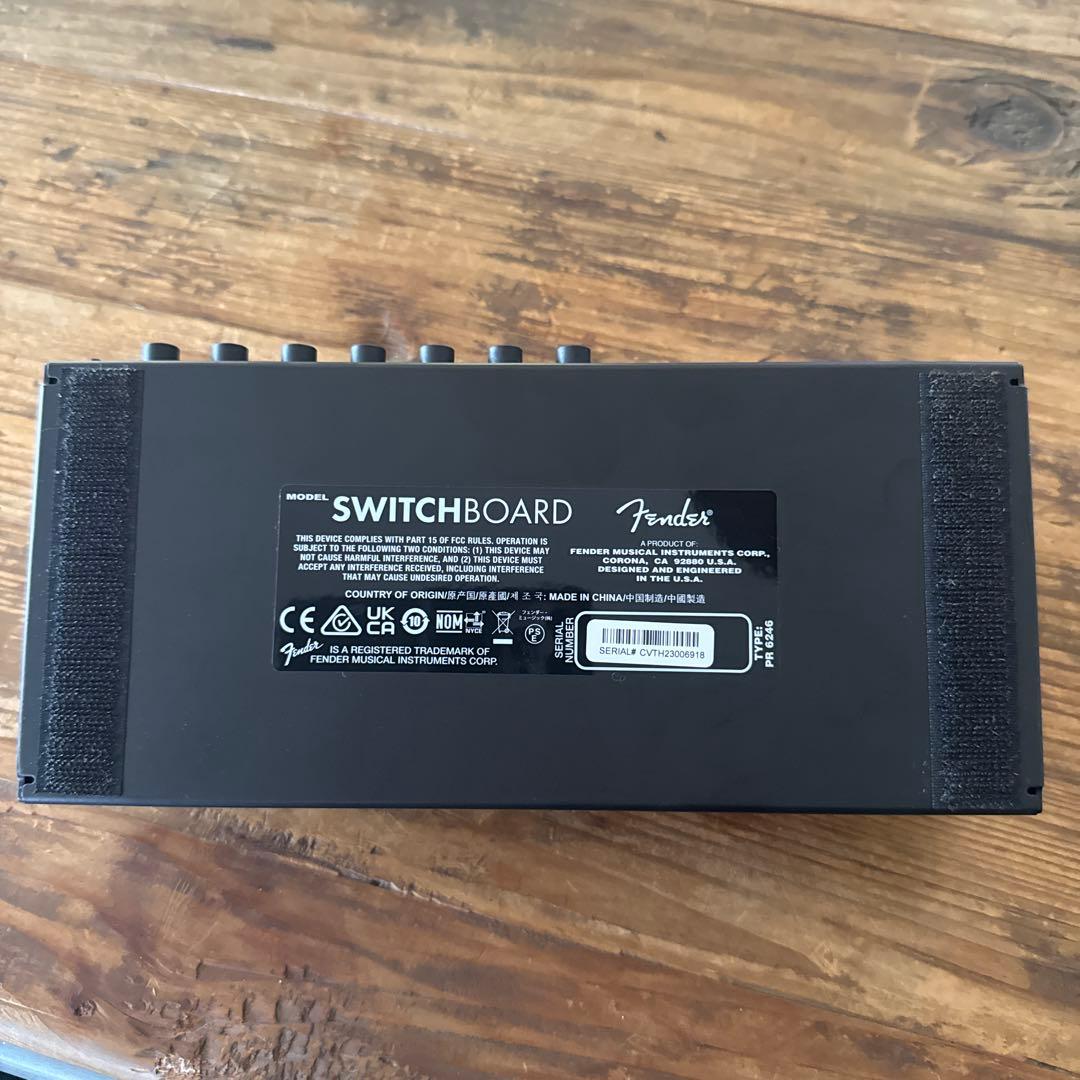 MODEL SWITCHBOARD
THIS DEVICE COMPLIES WITH PART 15 OF FCC RULES. OPERATION IS
SUBJECT TO THE FOLLOWING TWO CONDITIONS: (1) THIS DEVICE MAY
NOT CAUSE HARMFUL INTERFERENCE, AND (2) THIS DEVICE MUST
ACCEPT ANY INTERFERENCE RECEIVED, INCLUDING INTERFERENCE
THAT MAY CAUSE UNDESIRED OPERATION.
Fender®
A PRODUCT OF:
FENDER MUSICAL INSTRUMENTS CORP.,
CORONA, CA 92880 U.S.A.
DESIGNED AND ENGINEERED
IN THE U.S.A.
COUNTRY OF ORIGIN/原产国/原產國/제 조 국: MADE IN CHINA/中国制造/中國製造
CE UK CA 10 NOM NYCE
フェンダー・
ミュージック(株)
PS E
Fender IS A REGISTERED TRADEMARK OF
FENDER MUSICAL INSTRUMENTS CORP.
SERIAL
NUMBER
SERIAL# CVTH23006918
TYPE:
PR 6246